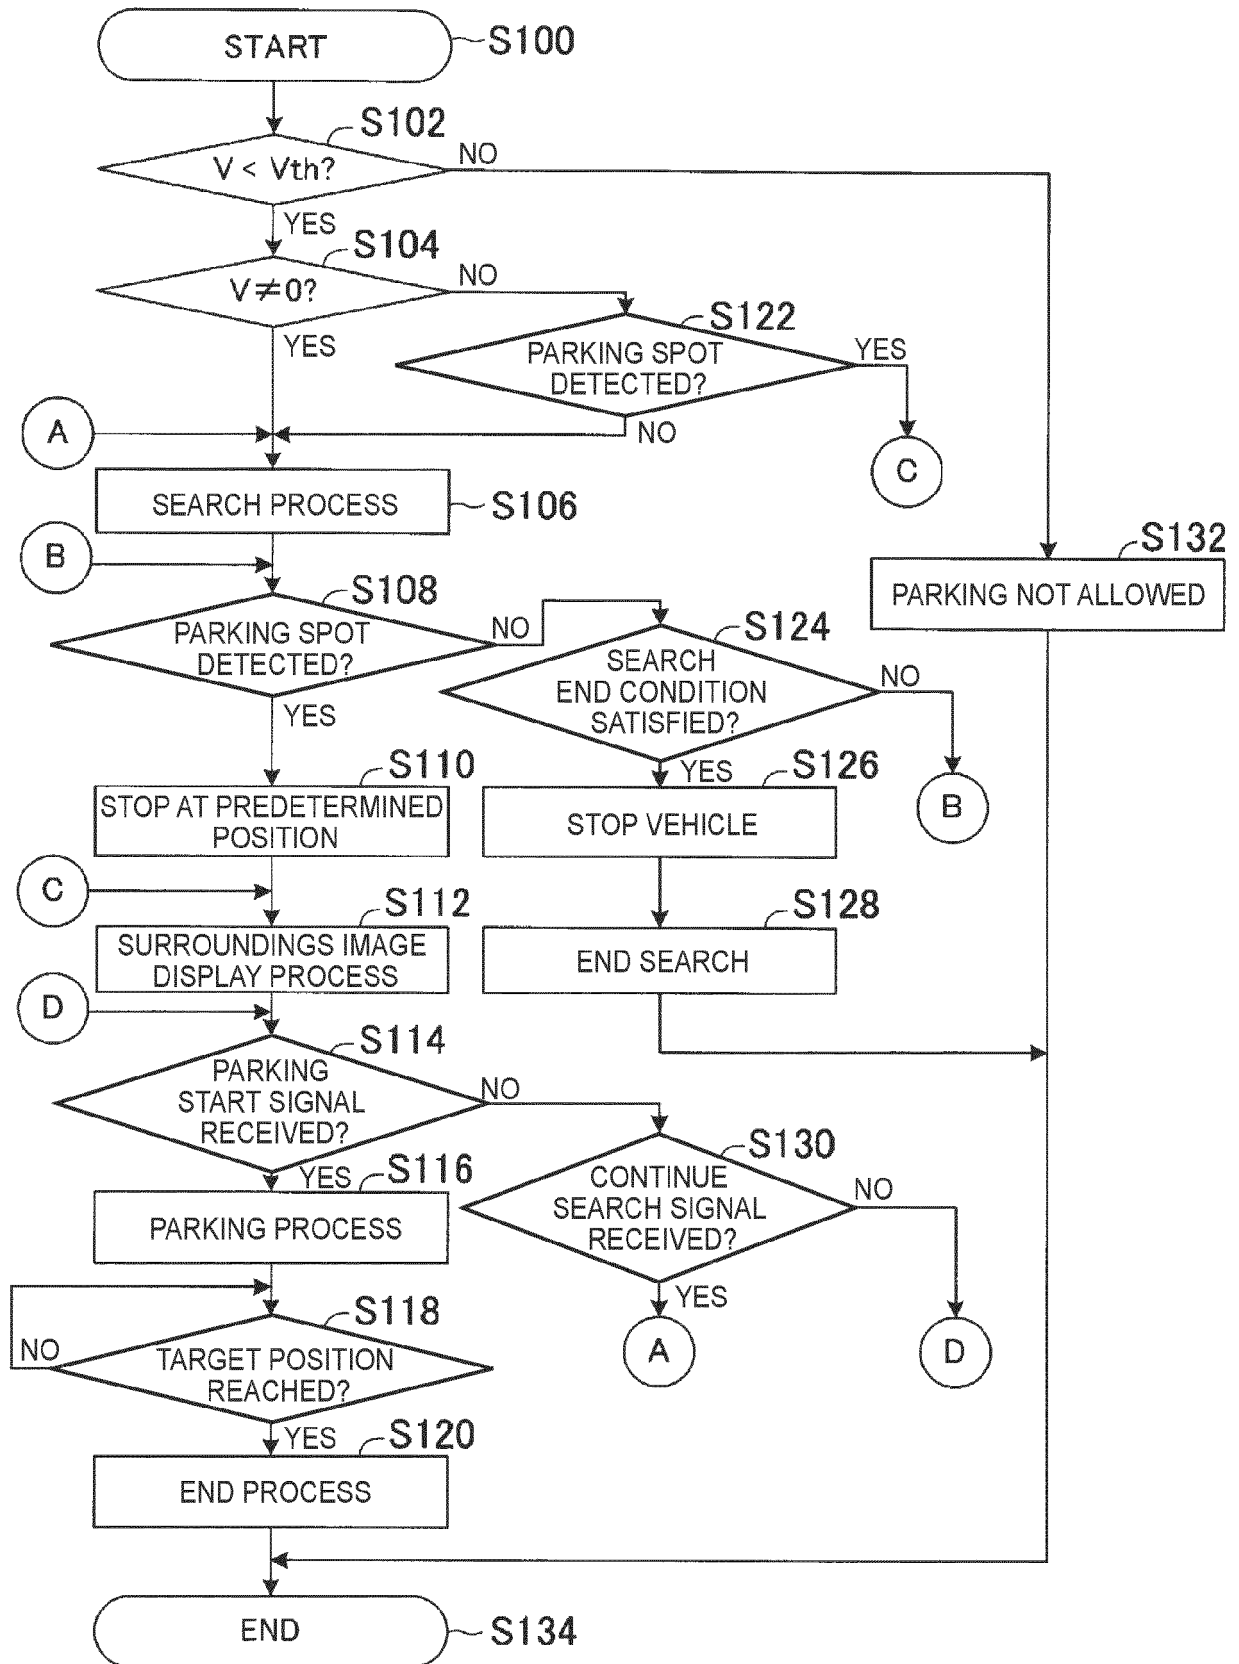 START
S100
S102
V < Vth?
NO
YES
S104
V≠0?
NO
YES
S122
PARKING SPOT
DETECTED?
YES
NO
A
C
SEARCH PROCESS
S106
B
S132
PARKING NOT ALLOWED
S108
PARKING SPOT
DETECTED?
NO
YES
S124
SEARCH
END CONDITION
SATISFIED?
NO
YES
B
S110
STOP AT PREDETERMINED
POSITION
S126
STOP VEHICLE
C
S112
SURROUNDINGS IMAGE
DISPLAY PROCESS
S128
END SEARCH
D
S114
PARKING
START SIGNAL
RECEIVED?
NO
YES
S130
CONTINUE
SEARCH SIGNAL
RECEIVED?
NO
YES
S116
PARKING PROCESS
A
D
S118
TARGET POSITION
REACHED?
NO
YES
S120
END PROCESS
END
S134